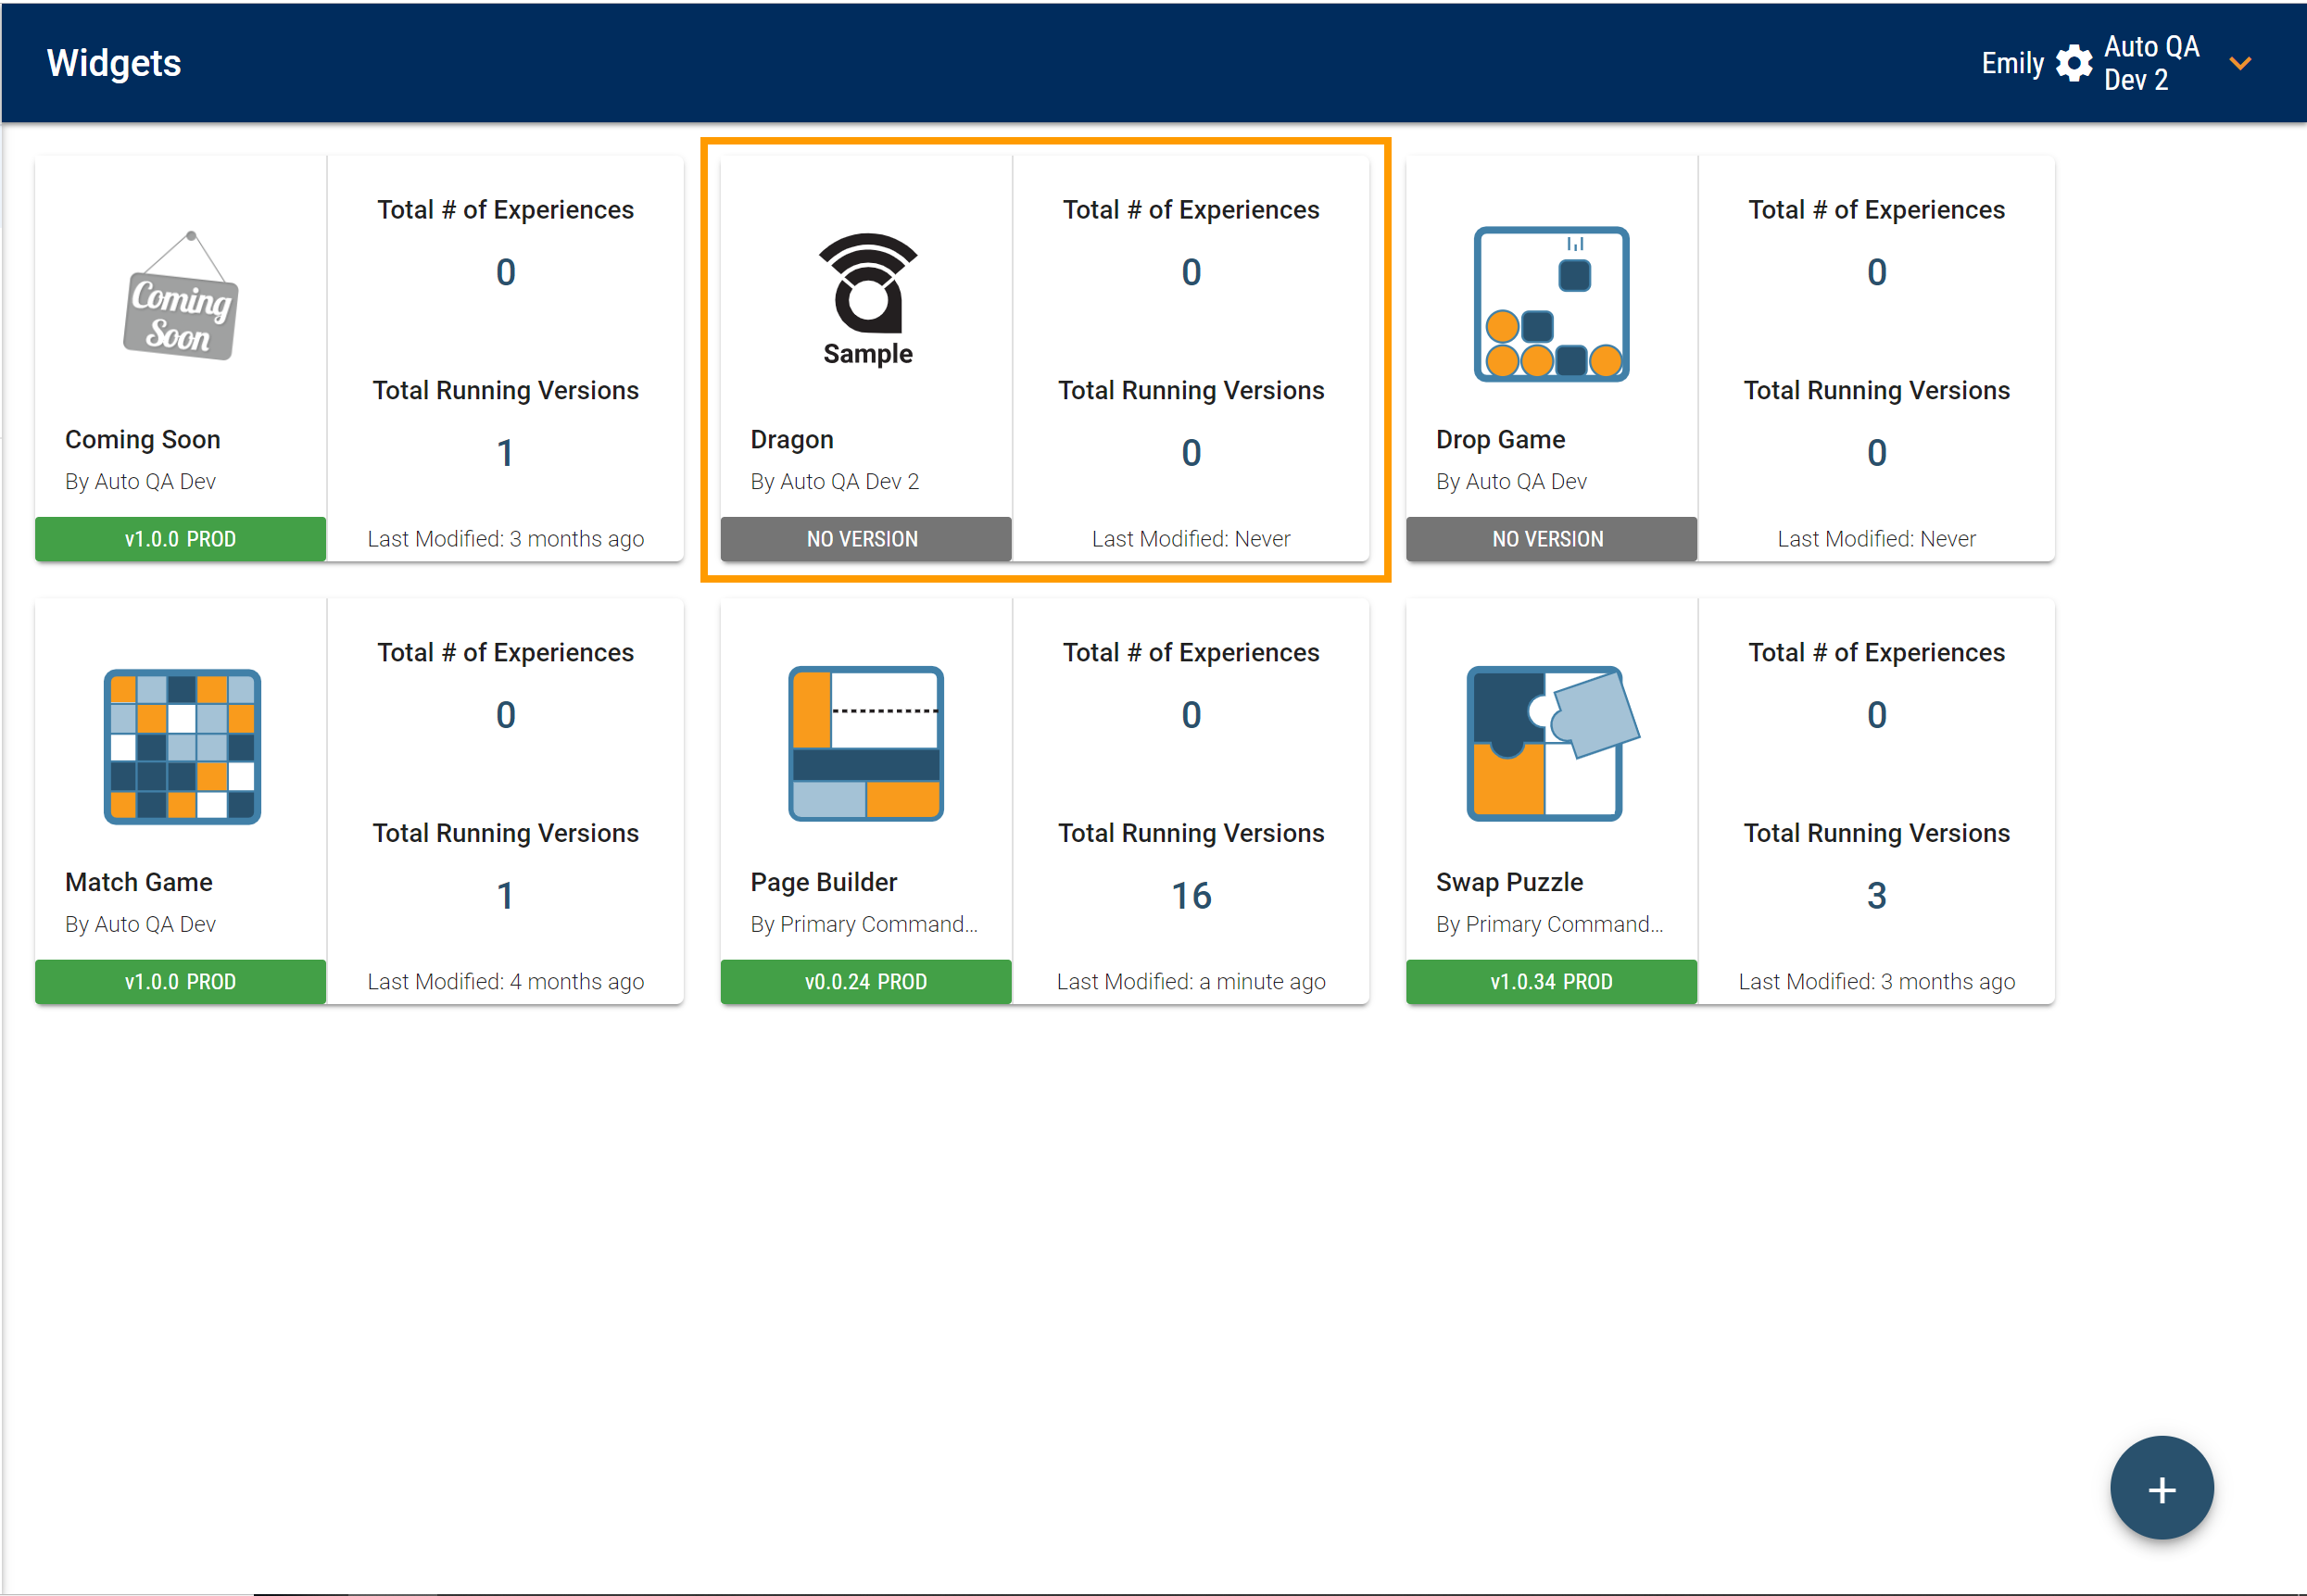 Widgets
Emily
Auto QA
Dev 2
Coming
Soon
Coming Soon
By Auto QA Dev
v1.0.0 PROD
Total # of Experiences
0
Total Running Versions
1
Last Modified: 3 months ago
Sample
Dragon
By Auto QA Dev 2
NO VERSION
Total # of Experiences
0
Total Running Versions
0
Last Modified: Never
Drop Game
By Auto QA Dev
NO VERSION
Total # of Experiences
0
Total Running Versions
0
Last Modified: Never
Match Game
By Auto QA Dev
v1.0.0 PROD
Total # of Experiences
0
Total Running Versions
1
Last Modified: 4 months ago
Page Builder
By Primary Command...
v0.0.24 PROD
Total # of Experiences
0
Total Running Versions
16
Last Modified: a minute ago
Swap Puzzle
By Primary Command...
v1.0.34 PROD
Total # of Experiences
0
Total Running Versions
3
Last Modified: 3 months ago
+